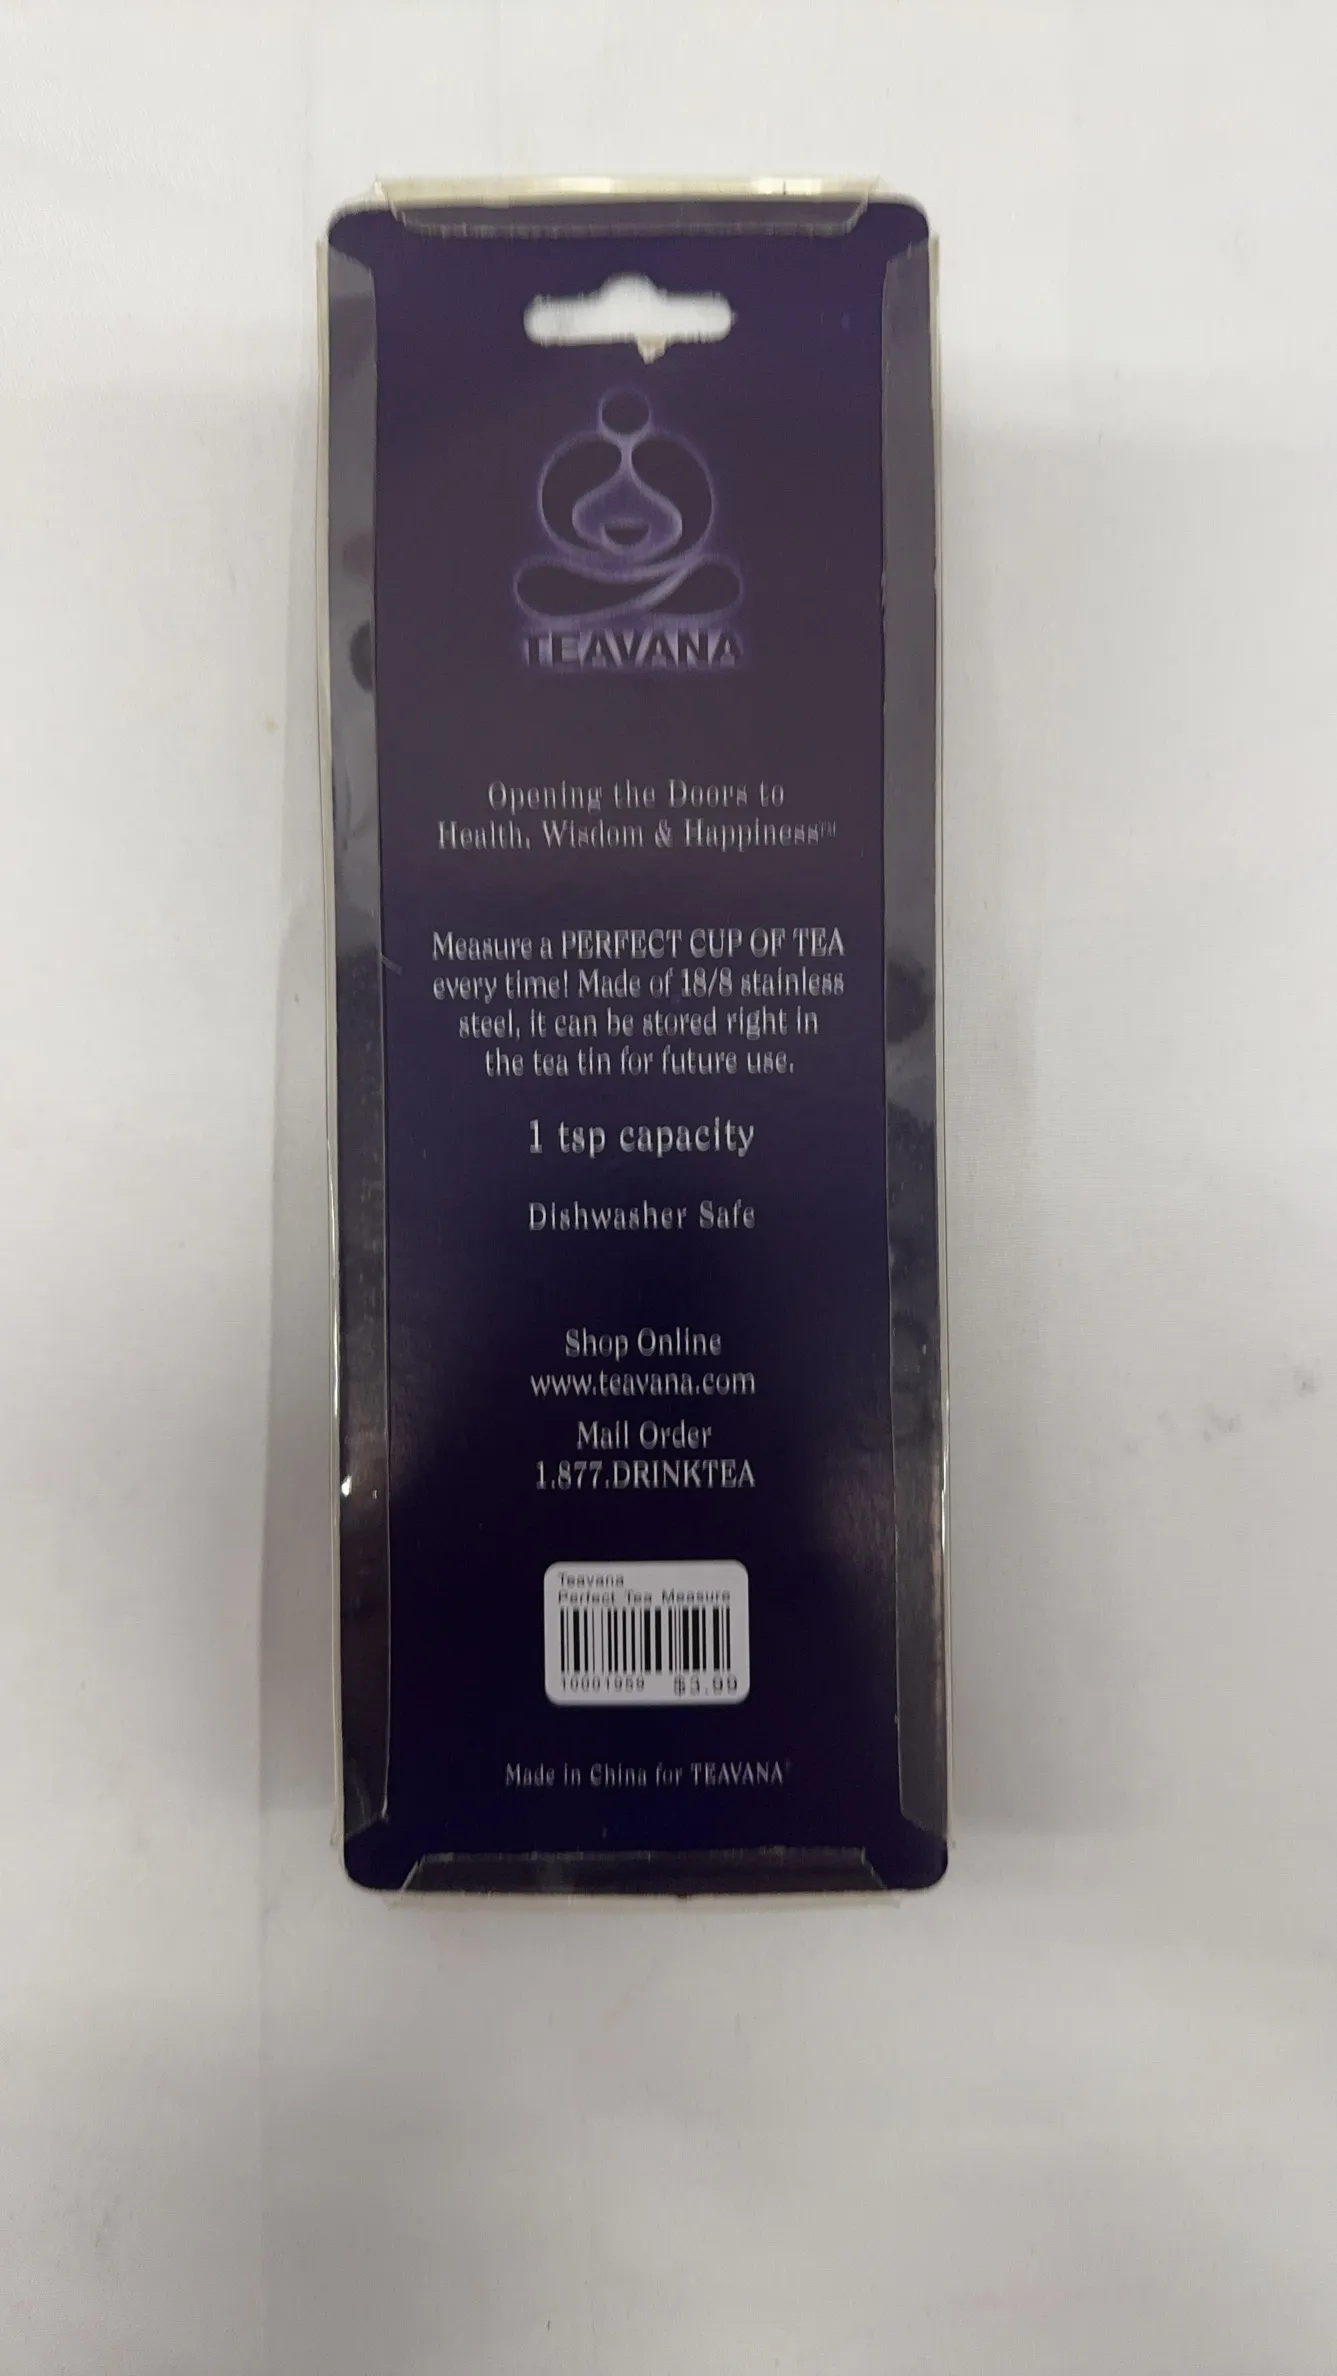 TEAVANA
Opening the Doors to
Health, Wisdom & Happiness™
Measure a PERFECT CUP OF TEA
every time! Made of 18/8 stainless
steel, it can be stored right in
the tea tin for future use.
1 tsp capacity
Dishwasher Safe
Shop Online
www.teavana.com
Mail Order
1.877.DRINKTEA
Teavana
Perfect Tea Measure
10001959 $3.99
Made in China for TEAVANA®